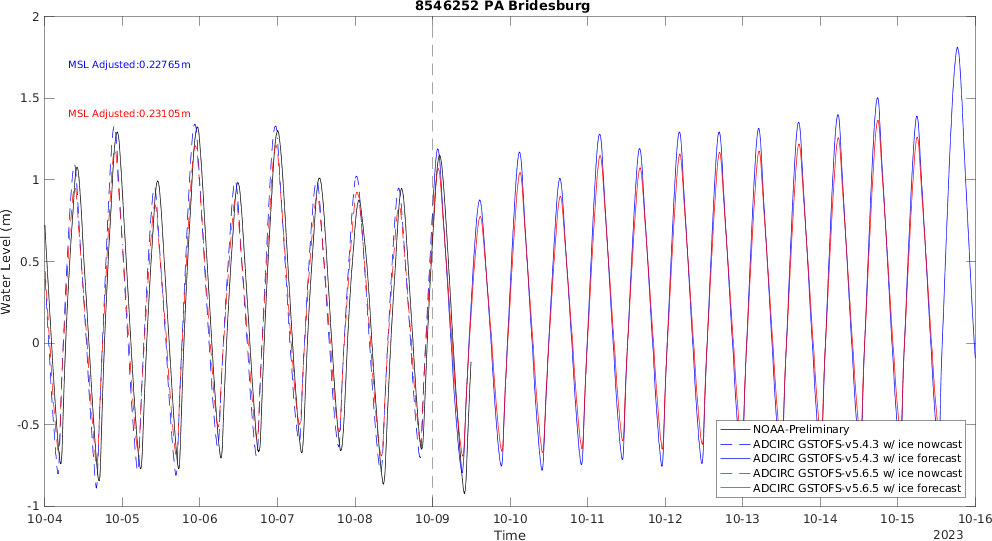 8546252 PA Bridesburg
MSL Adjusted:0.22765m
MSL Adjusted:0.23105m
Water Level (m)
2
1.5
1
0.5
0
-0.5
-1
NOAA-Preliminary
ADCIRC GSTOFS-v5.4.3 w/ ice nowcast
ADCIRC GSTOFS-v5.4.3 w/ ice forecast
ADCIRC GSTOFS-v5.6.5 w/ ice nowcast
ADCIRC GSTOFS-v5.6.5 w/ ice forecast
10-04 10-05 10-06 10-07 10-08 10-09 10-10 10-11 10-12 10-13 10-14 10-15 10-16
Time
2023